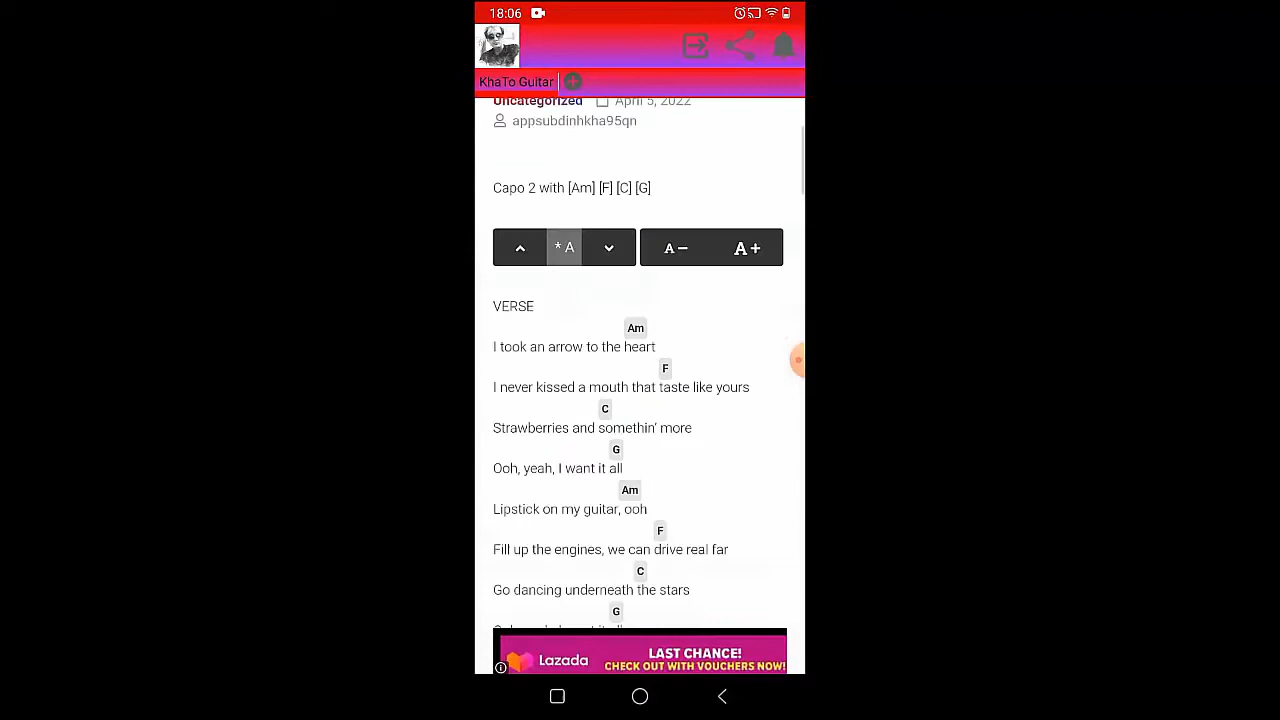 18:06
KhaTo Guitar
Uncategorized April 5, 2022
appsubdinhkha95qn
Capo 2 with [Am] [F] [C] [G]
* A A− A+
VERSE
Am
I took an arrow to the heart
F
I never kissed a mouth that taste like yours
C
Strawberries and somethin’ more
G
Ooh, yeah, I want it all
Am
Lipstick on my guitar, ooh
F
Fill up the engines, we can drive real far
C
Go dancing underneath the stars
G
Lazada
LAST CHANCE!
CHECK OUT WITH VOUCHERS NOW!